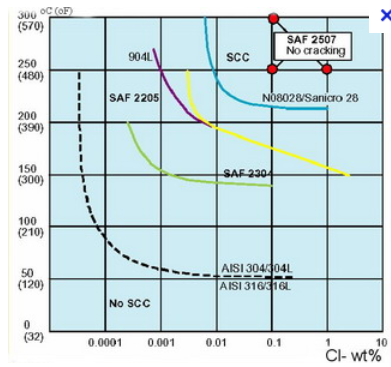 300 oC (oF)
(570)
250
(480)
200
(390)
150
(300)
100
(210)
50
(120)
0
(32)
904L
SCC
SAF 2507
No cracking
SAF 2205
N08028/Sanicro 28
SAF 2304
AISI 304/304L
AISI 316/316L
No SCC
0.0001
0.001
0.01
0.1
1
10
Cl- wt%